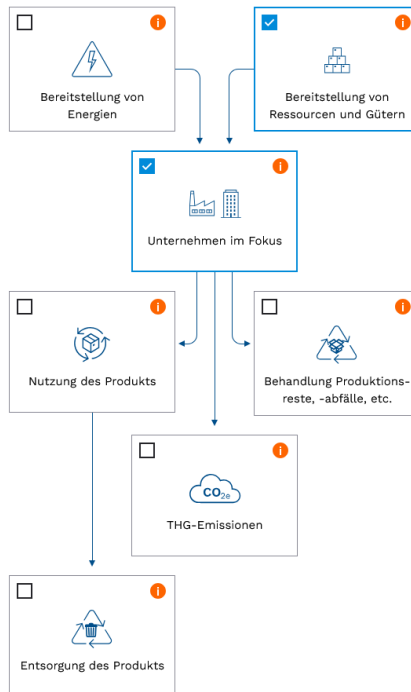 Bereitstellung von
Energien
Bereitstellung von
Ressourcen und Gütern
Unternehmen im Fokus
Nutzung des Produkts
Behandlung Produktions-
reste, -abfälle, etc.
CO2e
THG-Emissionen
Entsorgung des Produkts